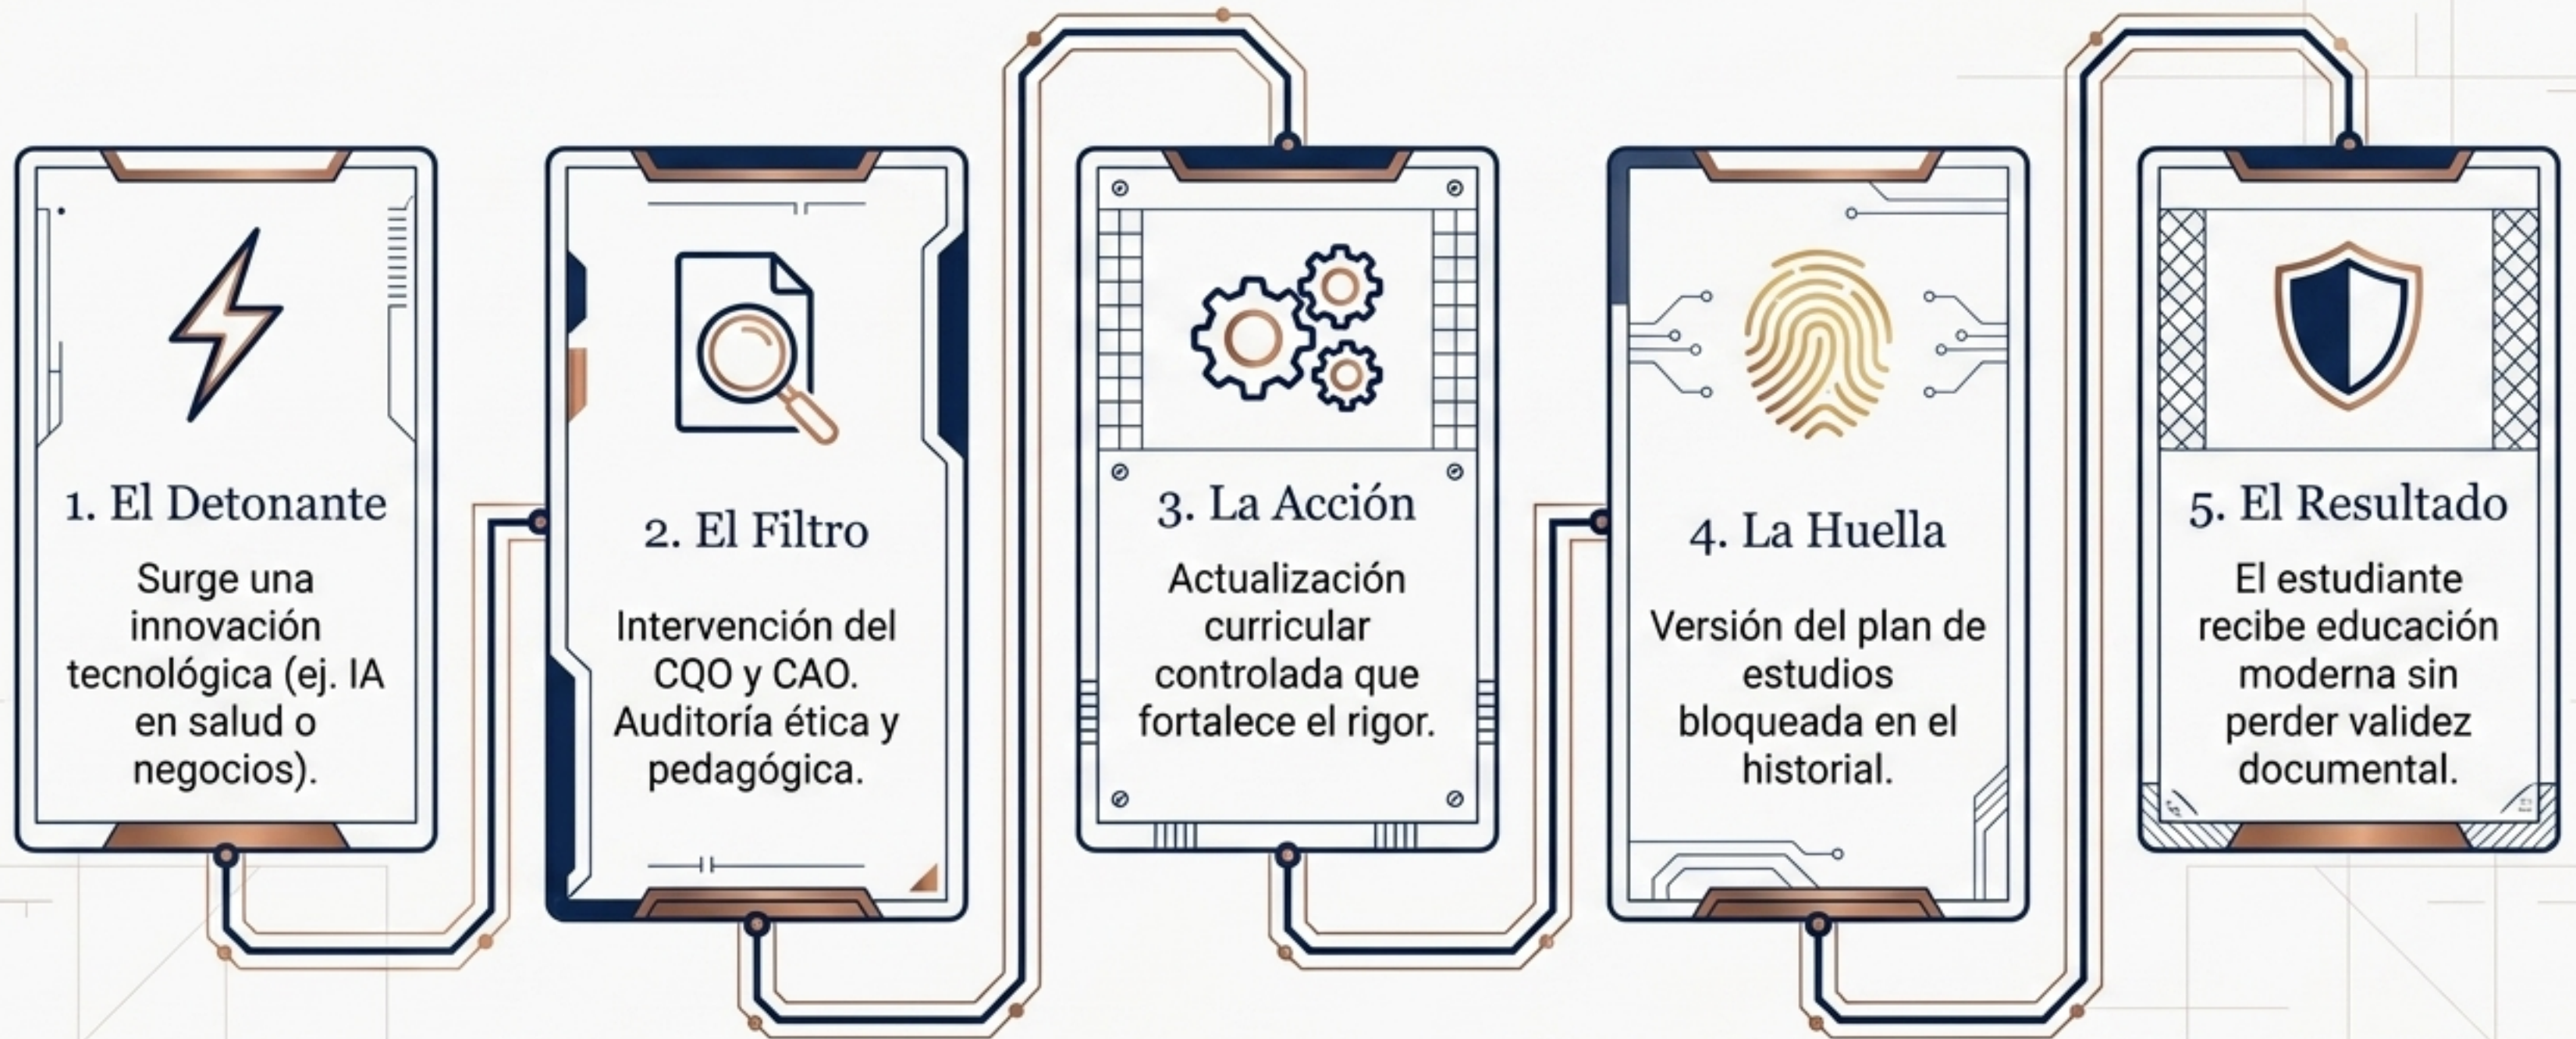 1. El Detonante
Surge una
innovación
tecnológica (ej. IA
en salud o
negocios).
2. El Filtro
Intervención del
CQO y CAO.
Auditoría ética y
pedagógica.
3. La Acción
Actualización
curricular
controlada que
fortalece el rigor.
4. La Huella
Versión del plan de
estudios
bloqueada en el
historial.
5. El Resultado
El estudiante
recibe educación
moderna sin
perder validez
documental.